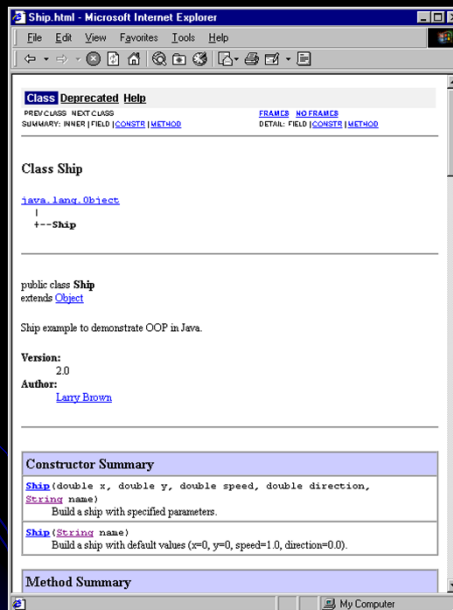 Ship.html - Microsoft Internet Explorer
File Edit View Favorites Tools Help
Class Deprecated Help
PREV CLASS NEXT CLASS FRAMES NO FRAMES
SUMMARY: INNER | FIELD | CONSTR | METHOD DETAIL: FIELD | CONSTR | METHOD
Class Ship
java.lang.Object
|
+--Ship
public class Ship
extends Object
Ship example to demonstrate OOP in Java.
Version:
2.0
Author:
Larry Brown
Constructor Summary
Ship(double x, double y, double speed, double direction,
String name)
Build a ship with specified parameters.
Ship(String name)
Build a ship with default values (x=0, y=0, speed=1.0, direction=0.0).
Method Summary
My Computer